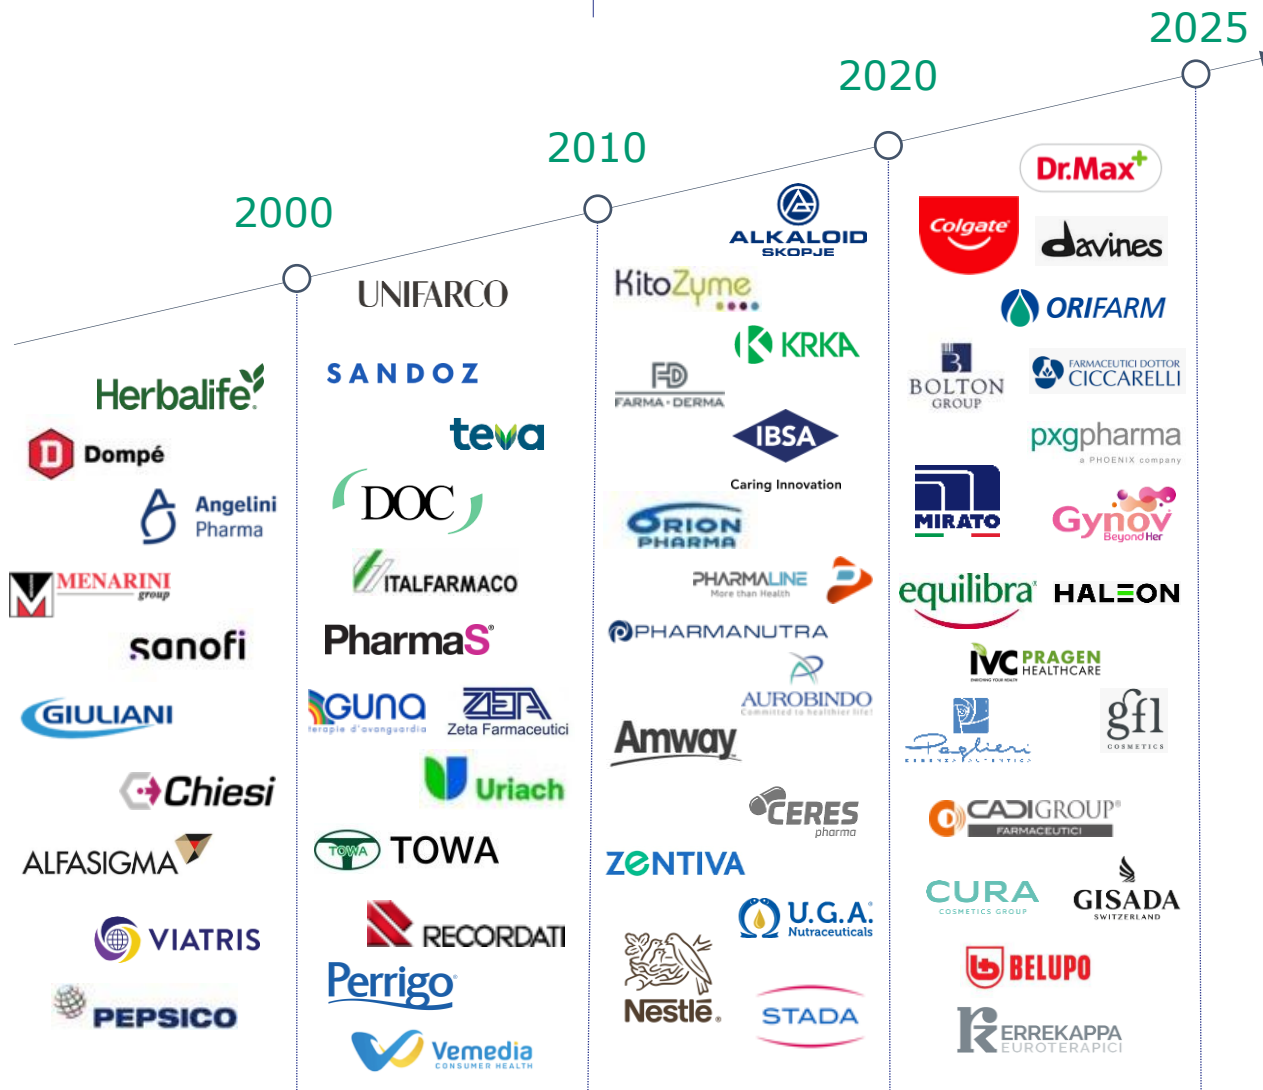 2025
2020
2010
2000
Herbalife
D Dompé
Angelini
Pharma
MENARINI
group
sanofi
GIULIANI
Chiesi
ALFASIGMA
VIATRIS
PEPSICO
UNIFARCO
SANDOZ
teva
DOC
ITALFARMACO
PharmaS®
GUNA
terapie d'avanguardia
ZETA
Zeta Farmaceutici
Uriach
TOWA TOWA
RECORDATI
Perrigo®
Vemedia
CONSUMER HEALTH
ALKALOID
SKOPJE
KitoZyme
KRKA
FD
FARMA·DERMA
IBSA
Caring Innovation
ORION
PHARMA
PHARMALINE
More than Health
PHARMANUTRA
AUROBINDO
Committed to healthier life!
Amway
CERES
pharma
ZENTIVA
U.G.A.®
Nutraceuticals
Nestlé®
STADA
Dr.Max+
Colgate®
davines
ORIFARM
B
BOLTON
GROUP
FARMACEUTICI DOTTOR
CICCARELLI
pxgpharma
a PHOENIX company
MIRATO
Gynov
Beyond Her
equilibra®
HALEON
IVC PRAGEN
HEALTHCARE
ENRICHING YOUR HEALTH
Paglieri
gfl
COSMETICS
CADIGROUP®
FARMACEUTICI
CURA
COSMETICS GROUP
GISADA
SWITZERLAND
BELUPO
ERREKAPPA
EUROTERAPICI